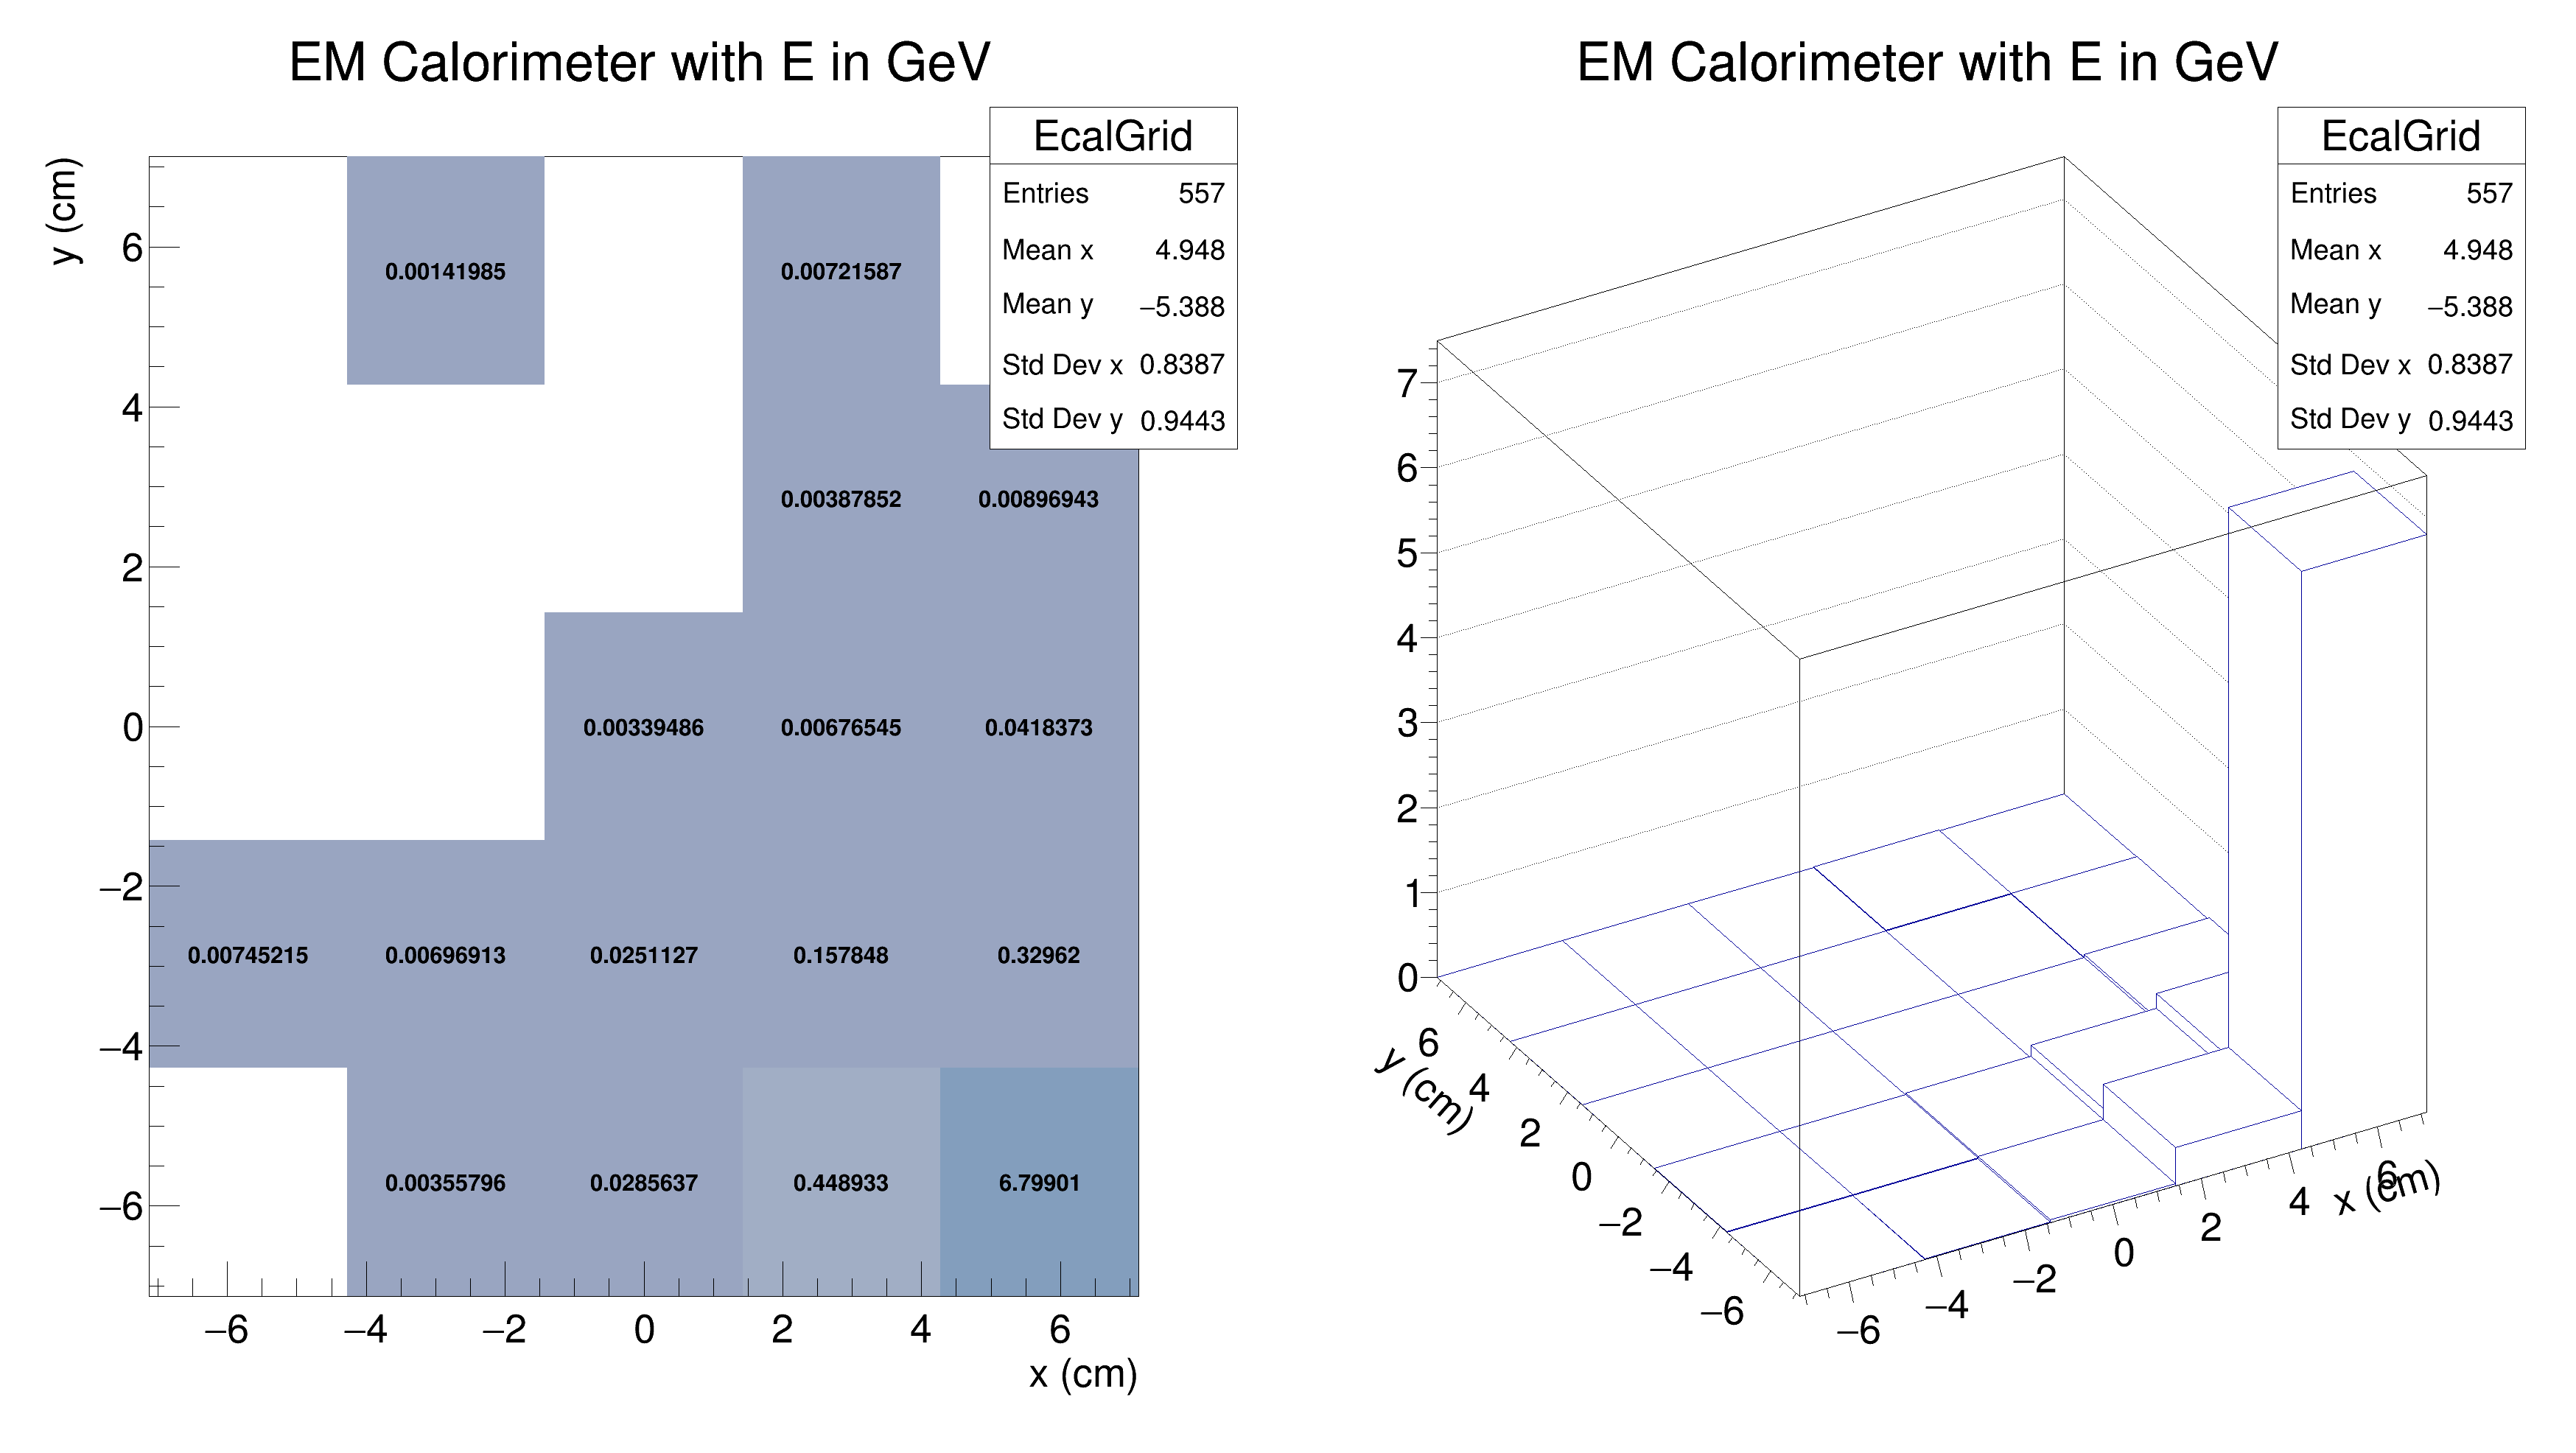 EM Calorimeter with E in GeV
EcalGrid
Entries 557
Mean x 4.948
Mean y −5.388
Std Dev x 0.8387
Std Dev y 0.9443
y (cm)
6
4
2
0
−2
−4
−6
0.00141985 0.00721587
0.00387852 0.00896943
0.00339486 0.00676545 0.0418373
0.00745215 0.00696913 0.0251127 0.157848 0.32962
0.00355796 0.0285637 0.448933 6.79901
−6 −4 −2 0 2 4 6
x (cm)
EM Calorimeter with E in GeV
EcalGrid
Entries 557
Mean x 4.948
Mean y −5.388
Std Dev x 0.8387
Std Dev y 0.9443
7
6
5
4
3
2
1
0
y (cm)
6
4
2
0
−2
−4
−6
−6
−4
−2
0
2
4
6
x (cm)